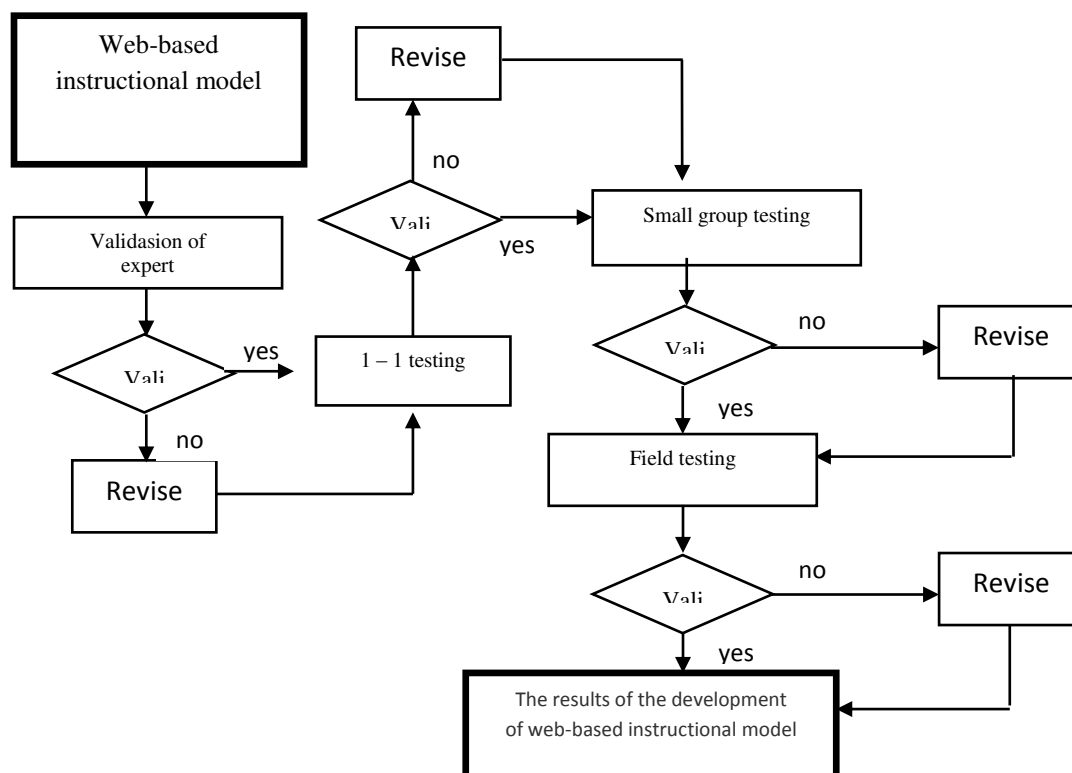 Web-based
instructional model
Validasion of
expert
Vali
yes
no
Revise
1 – 1 testing
Vali
no
Revise
yes
Small group testing
Vali
no
Revise
yes
Field testing
Vali
no
Revise
yes
The results of the development
of web-based instructional model